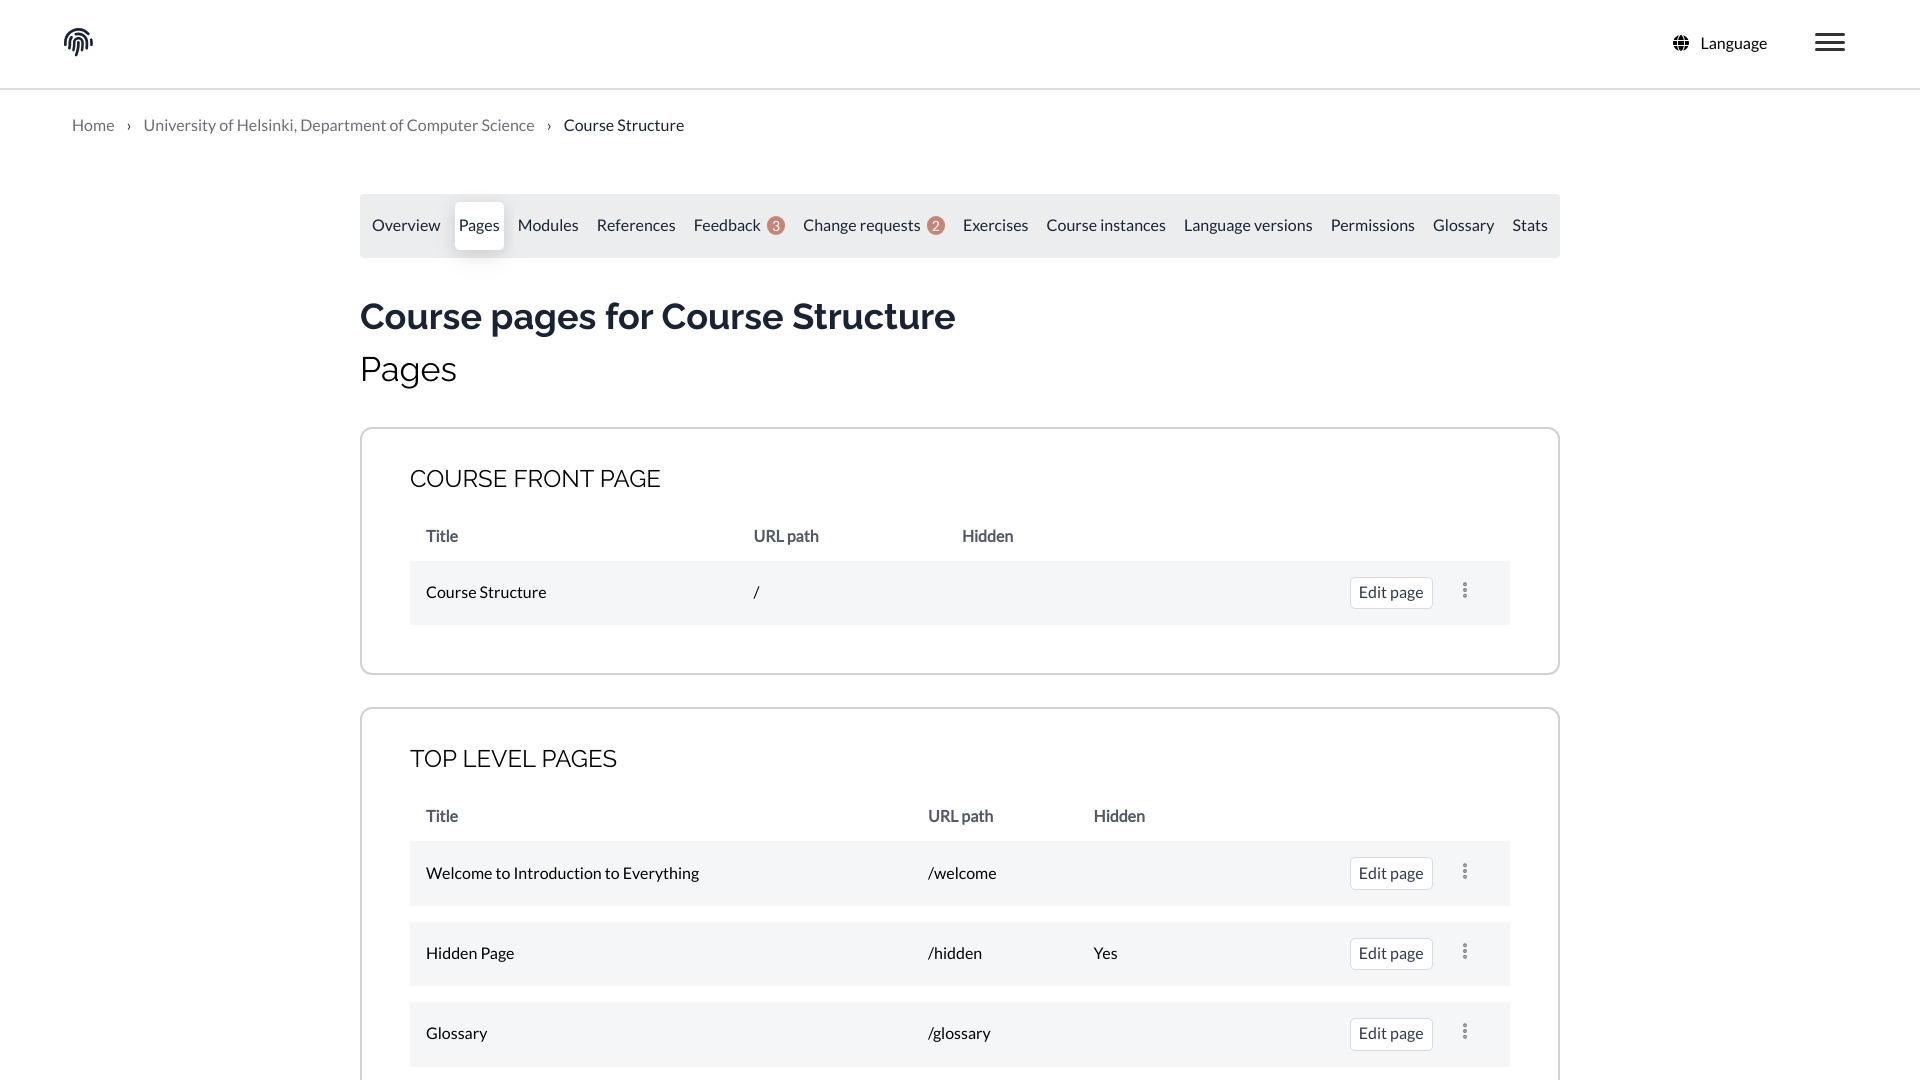 Language
Home › University of Helsinki, Department of Computer Science › Course Structure
Overview Pages Modules References Feedback 3 Change requests 2 Exercises Course instances Language versions Permissions Glossary Stats
Course pages for Course Structure
Pages
COURSE FRONT PAGE
Title URL path Hidden
Course Structure / Edit page
TOP LEVEL PAGES
Title URL path Hidden
Welcome to Introduction to Everything /welcome Edit page
Hidden Page /hidden Yes Edit page
Glossary /glossary Edit page